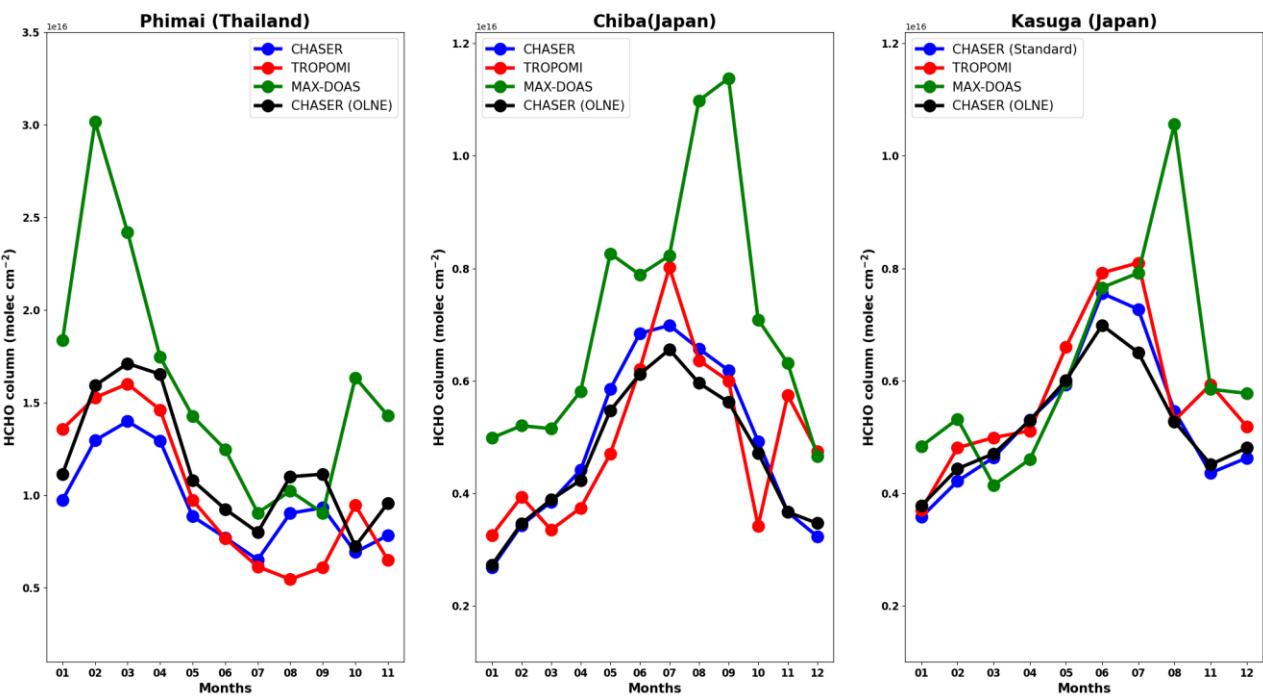 Phimai (Thailand)
1e16
CHASER
TROPOMI
MAX-DOAS
CHASER (OLNE)
HCHO column (molec cm−2)
3.5
3.0
2.5
2.0
1.5
1.0
0.5
01 02 03 04 05 06 07 08 09 10 11
Months
Chiba(Japan)
1e16
CHASER
TROPOMI
MAX-DOAS
CHASER (OLNE)
HCHO column (molec cm−2)
1.2
1.0
0.8
0.6
0.4
0.2
01 02 03 04 05 06 07 08 09 10 11 12
Months
Kasuga (Japan)
1e16
CHASER (Standard)
TROPOMI
MAX-DOAS
CHASER (OLNE)
HCHO column (molec cm−2)
1.2
1.0
0.8
0.6
0.4
0.2
01 02 03 04 05 06 07 08 11 12
Months